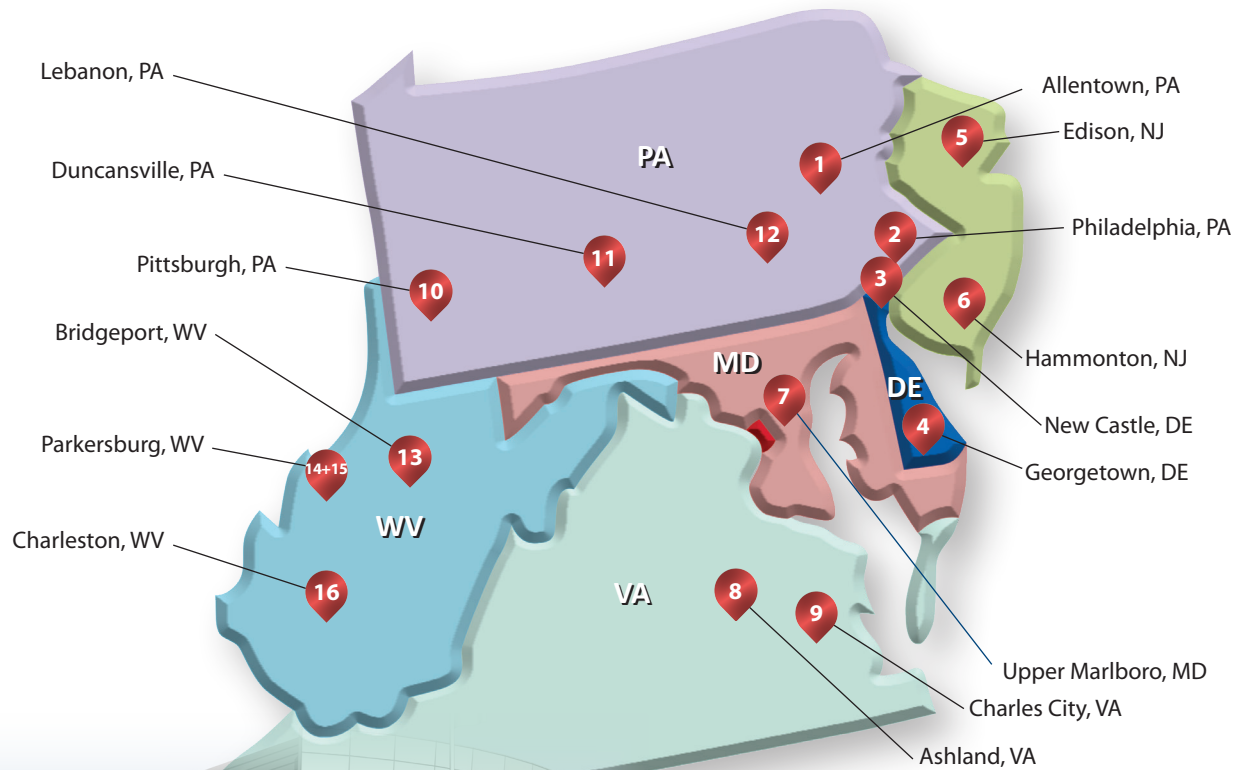 Lebanon, PA
Allentown, PA
Edison, NJ
5
PA
1
Duncansville, PA
12
2
Philadelphia, PA
11
3
Pittsburgh, PA
10
6
Bridgeport, WV
MD
Hammonton, NJ
7
DE
New Castle, DE
4
Parkersburg, WV
13
14+15
Georgetown, DE
WV
Charleston, WV
16
VA
8
9
Upper Marlboro, MD
Charles City, VA
Ashland, VA